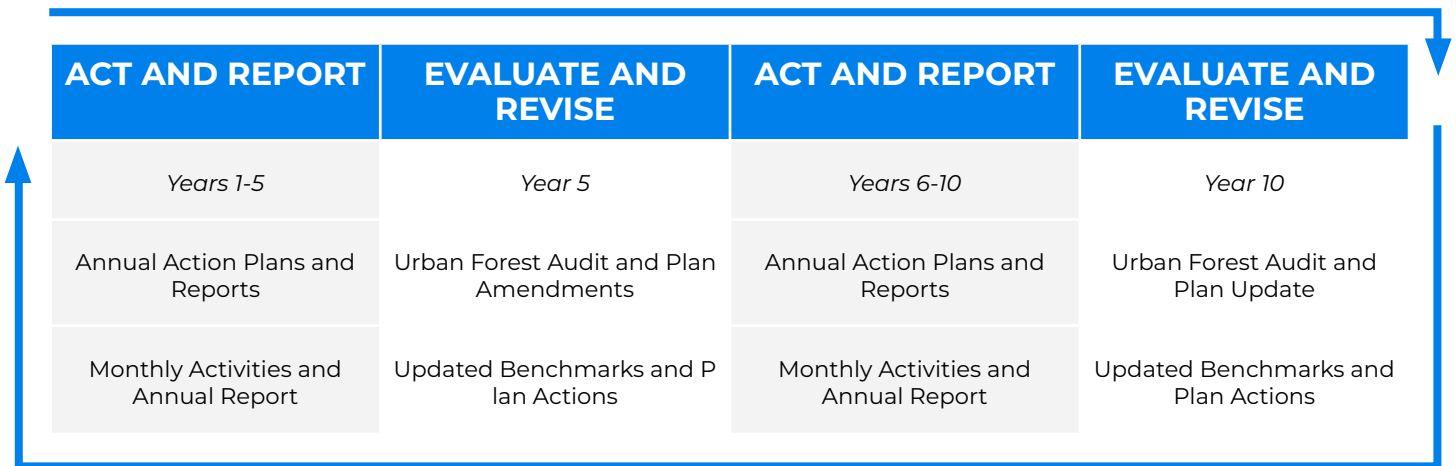 ACT AND REPORT
EVALUATE AND
REVISE
ACT AND REPORT
EVALUATE AND
REVISE
Years 1-5
Year 5
Years 6-10
Year 10
Annual Action Plans and
Reports
Urban Forest Audit and Plan
Amendments
Annual Action Plans and
Reports
Urban Forest Audit and
Plan Update
Monthly Activities and
Annual Report
Updated Benchmarks and P
lan Actions
Monthly Activities and
Annual Report
Updated Benchmarks and
Plan Actions